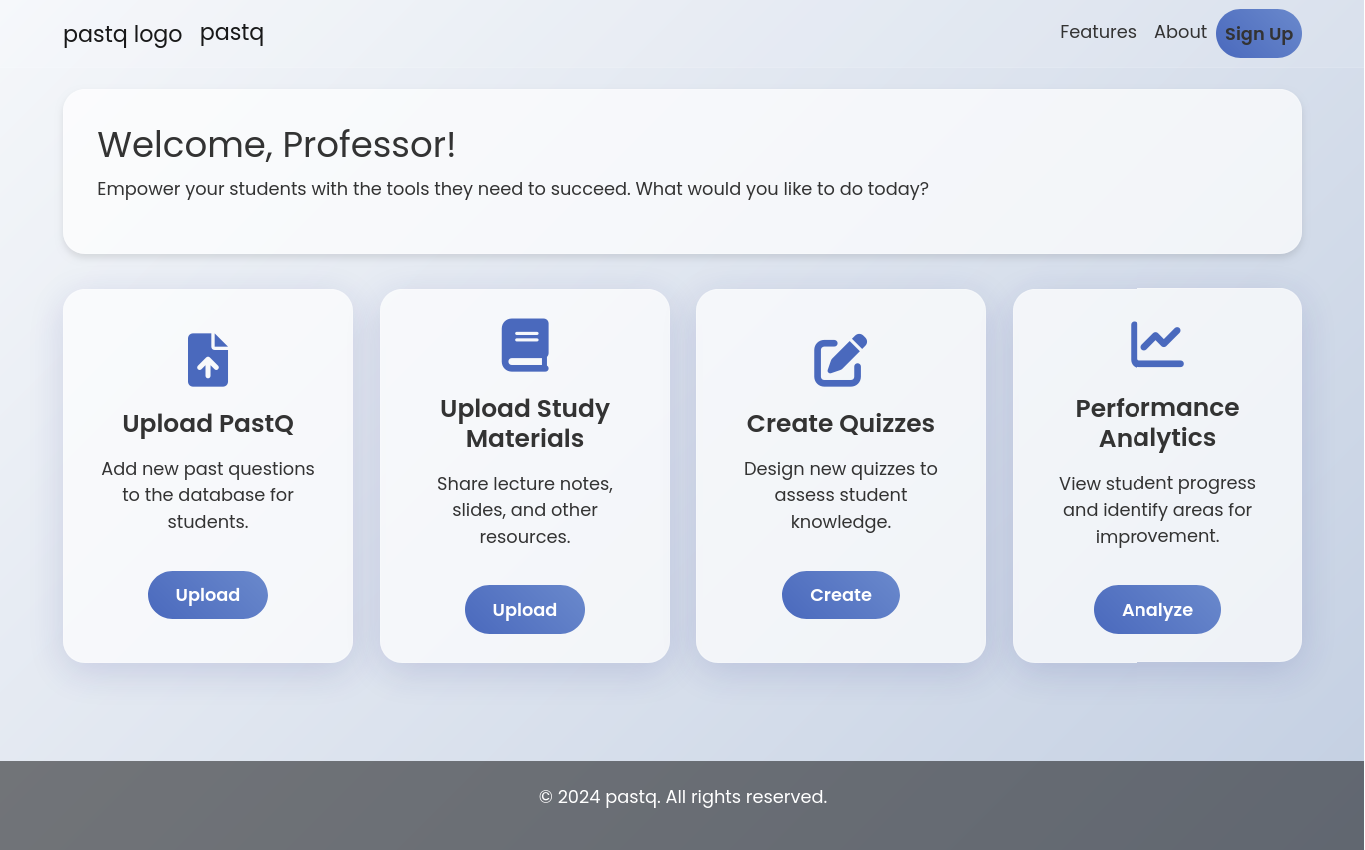 pastq logo pastq
Features About Sign Up
Welcome, Professor!
Empower your students with the tools they need to succeed. What would you like to do today?
Upload PastQ
Add new past questions
to the database for
students.
Upload
Upload Study
Materials
Share lecture notes,
slides, and other
resources.
Upload
Create Quizzes
Design new quizzes to
assess student
knowledge.
Create
Performance
Analytics
View student progress
and identify areas for
improvement.
Analyze
© 2024 pastq. All rights reserved.